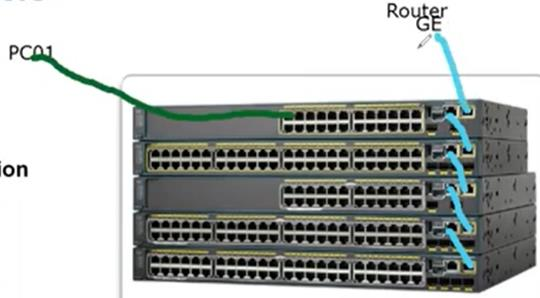 Router
GE
PC01
ion